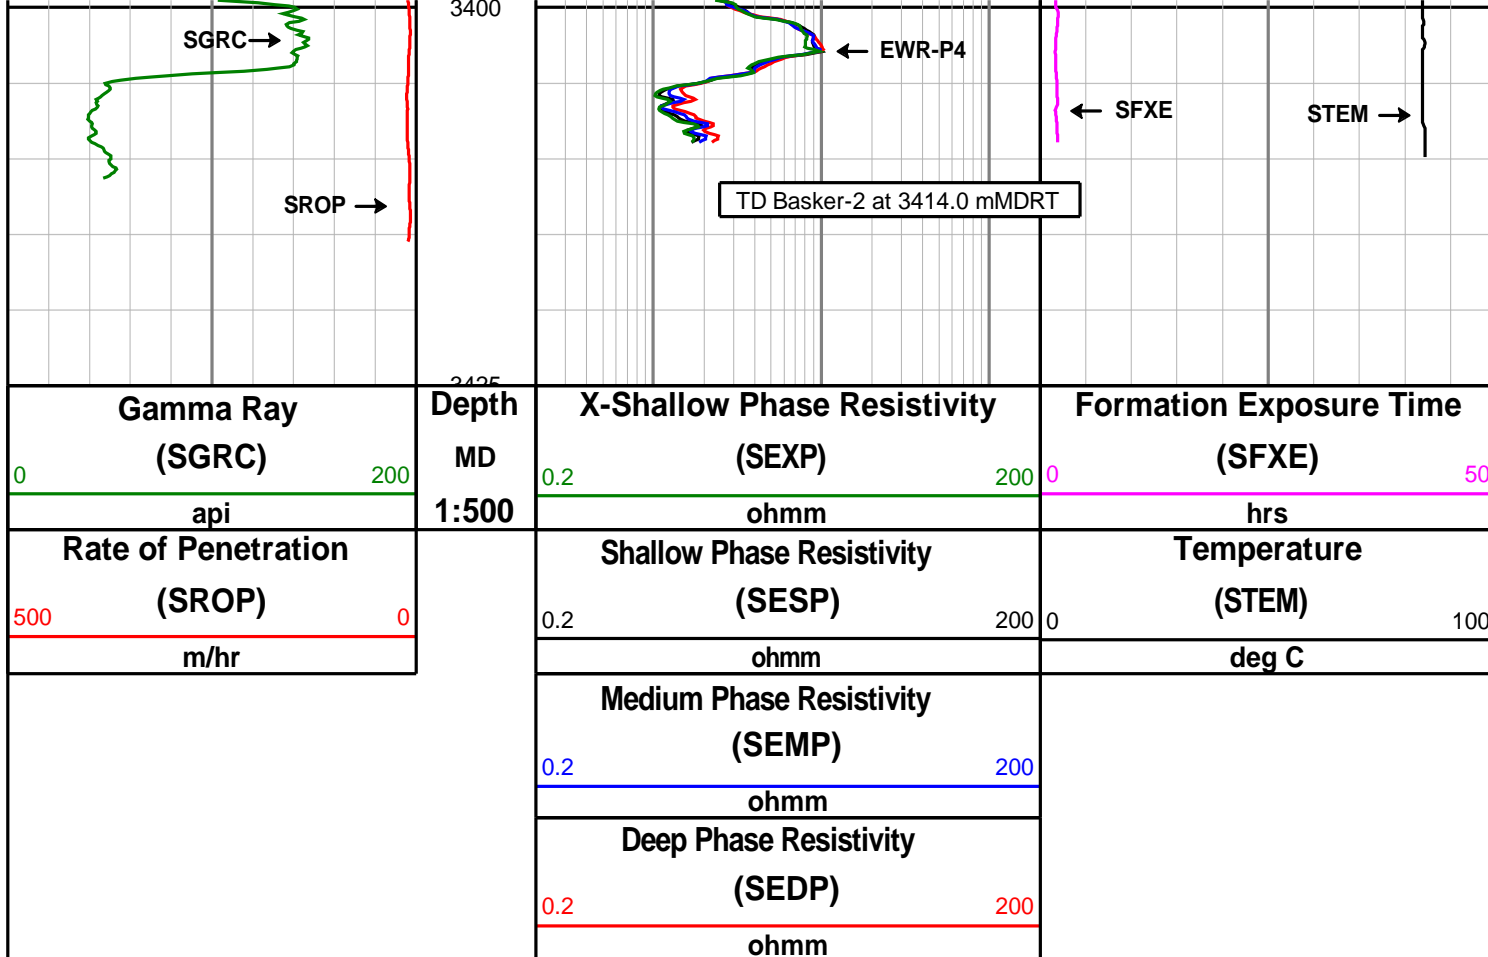 3400
SGRC
EWR-P4
SFXE
STEM
SROP
TD Basker-2 at 3414.0 mMDRT
3425
Gamma Ray
(SGRC)
0 200
api
Rate of Penetration
(SROP)
500 0
m/hr
Depth
MD
1:500
X-Shallow Phase Resistivity
(SEXP)
0.2 200
ohmm
Shallow Phase Resistivity
(SESP)
0.2 200
ohmm
Medium Phase Resistivity
(SEMP)
0.2 200
ohmm
Deep Phase Resistivity
(SEDP)
0.2 200
ohmm
Formation Exposure Time
(SFXE)
0 50
hrs
Temperature
(STEM)
0 100
deg C